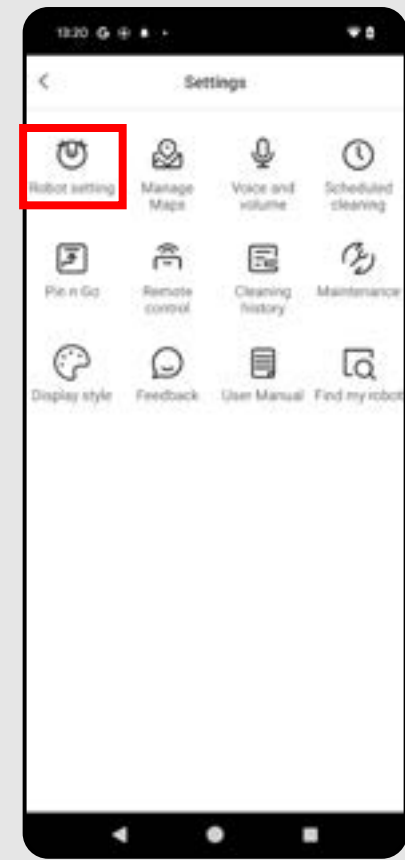 13:20 G
Settings
Robot setting
Manage Maps
Voice and volume
Scheduled cleaning
Pin n Go
Remote control
Cleaning history
Maintenance
Display style
Feedback
User Manual
Find my robot